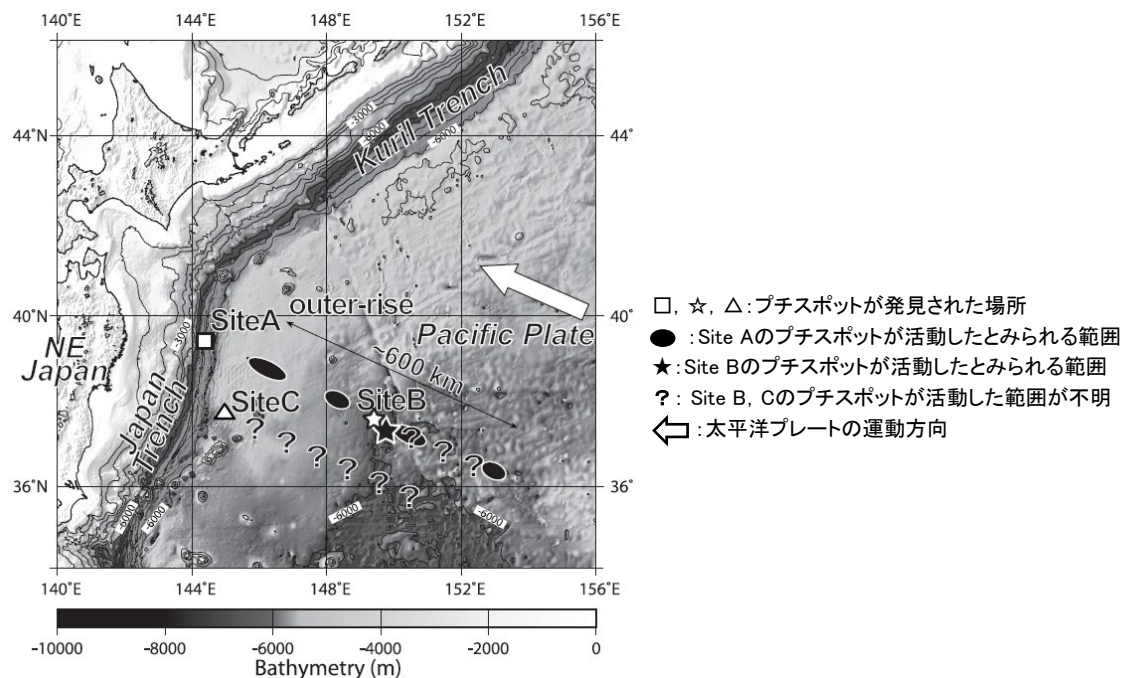 140˚E 144˚E 148˚E 152˚E 156˚E
44˚N 44˚
40˚N 40˚
36˚N 36˚
140˚E 144˚E 148˚E 152˚E 156˚E
-3000
-6000
-6000
Kuril Trench
outer-rise
SiteA
Pacific Plate
-3000
NE
Japan
~600 km
SiteC
SiteB
Japan
Trench
? ? ? ? ? ? ? ? ?
-6000
-6000
-6000
-6000
-10000 -8000 -6000 -4000 -2000 0
Bathymetry (m)
□, ☆, △:プチスポットが発見された場所
:Site Aのプチスポットが活動したとみられる範囲
★:Site Bのプチスポットが活動したとみられる範囲
?:Site B, Cのプチスポットが活動した範囲が不明
:太平洋プレートの運動方向